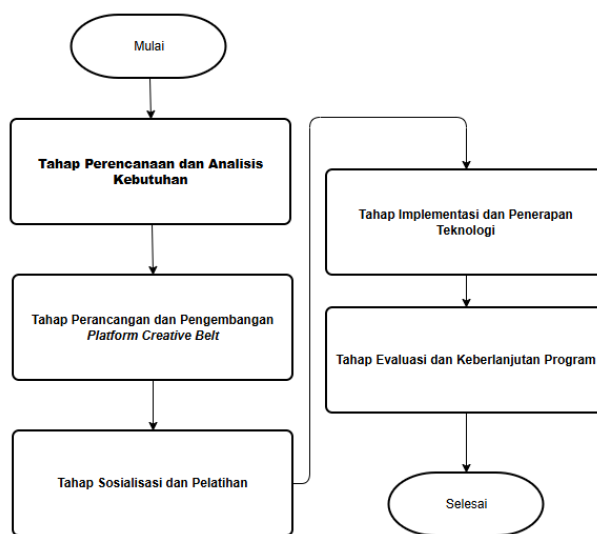 Mulai
Tahap Perencanaan dan Analisis
Kebutuhan
Tahap Perancangan dan Pengembangan
Platform Creative Belt
Tahap Sosialisasi dan Pelatihan
Tahap Implementasi dan Penerapan
Teknologi
Tahap Evaluasi dan Keberlanjutan Program
Selesai